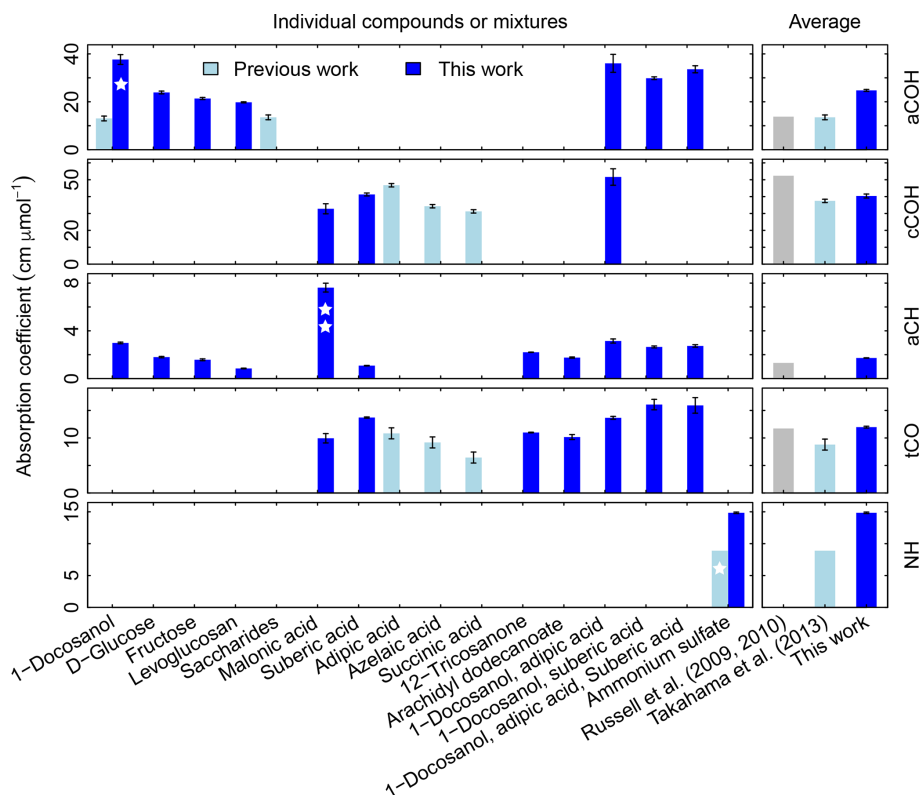 Individual compounds or mixtures
Average
Previous work
This work
Absorption coefficient (cm μmol−1)
0
20
40
aCOH
0
20
50
cCOH
0
4
8
aCH
0
10
tCO
0
5
15
NH
1−Docosanol
D−Glucose
Fructose
Levoglucosan
Saccharides
Malonic acid
Suberic acid
Adipic acid
Azelaic acid
Succinic acid
12−Tricosanone
Arachidyl dodecanoate
1−Docosanol, adipic acid
1−Docosanol, suberic acid
1−Docosanol, adipic acid, Suberic acid
Ammonium sulfate
Russell et al. (2009, 2010)
Takahama et al. (2013)
This work